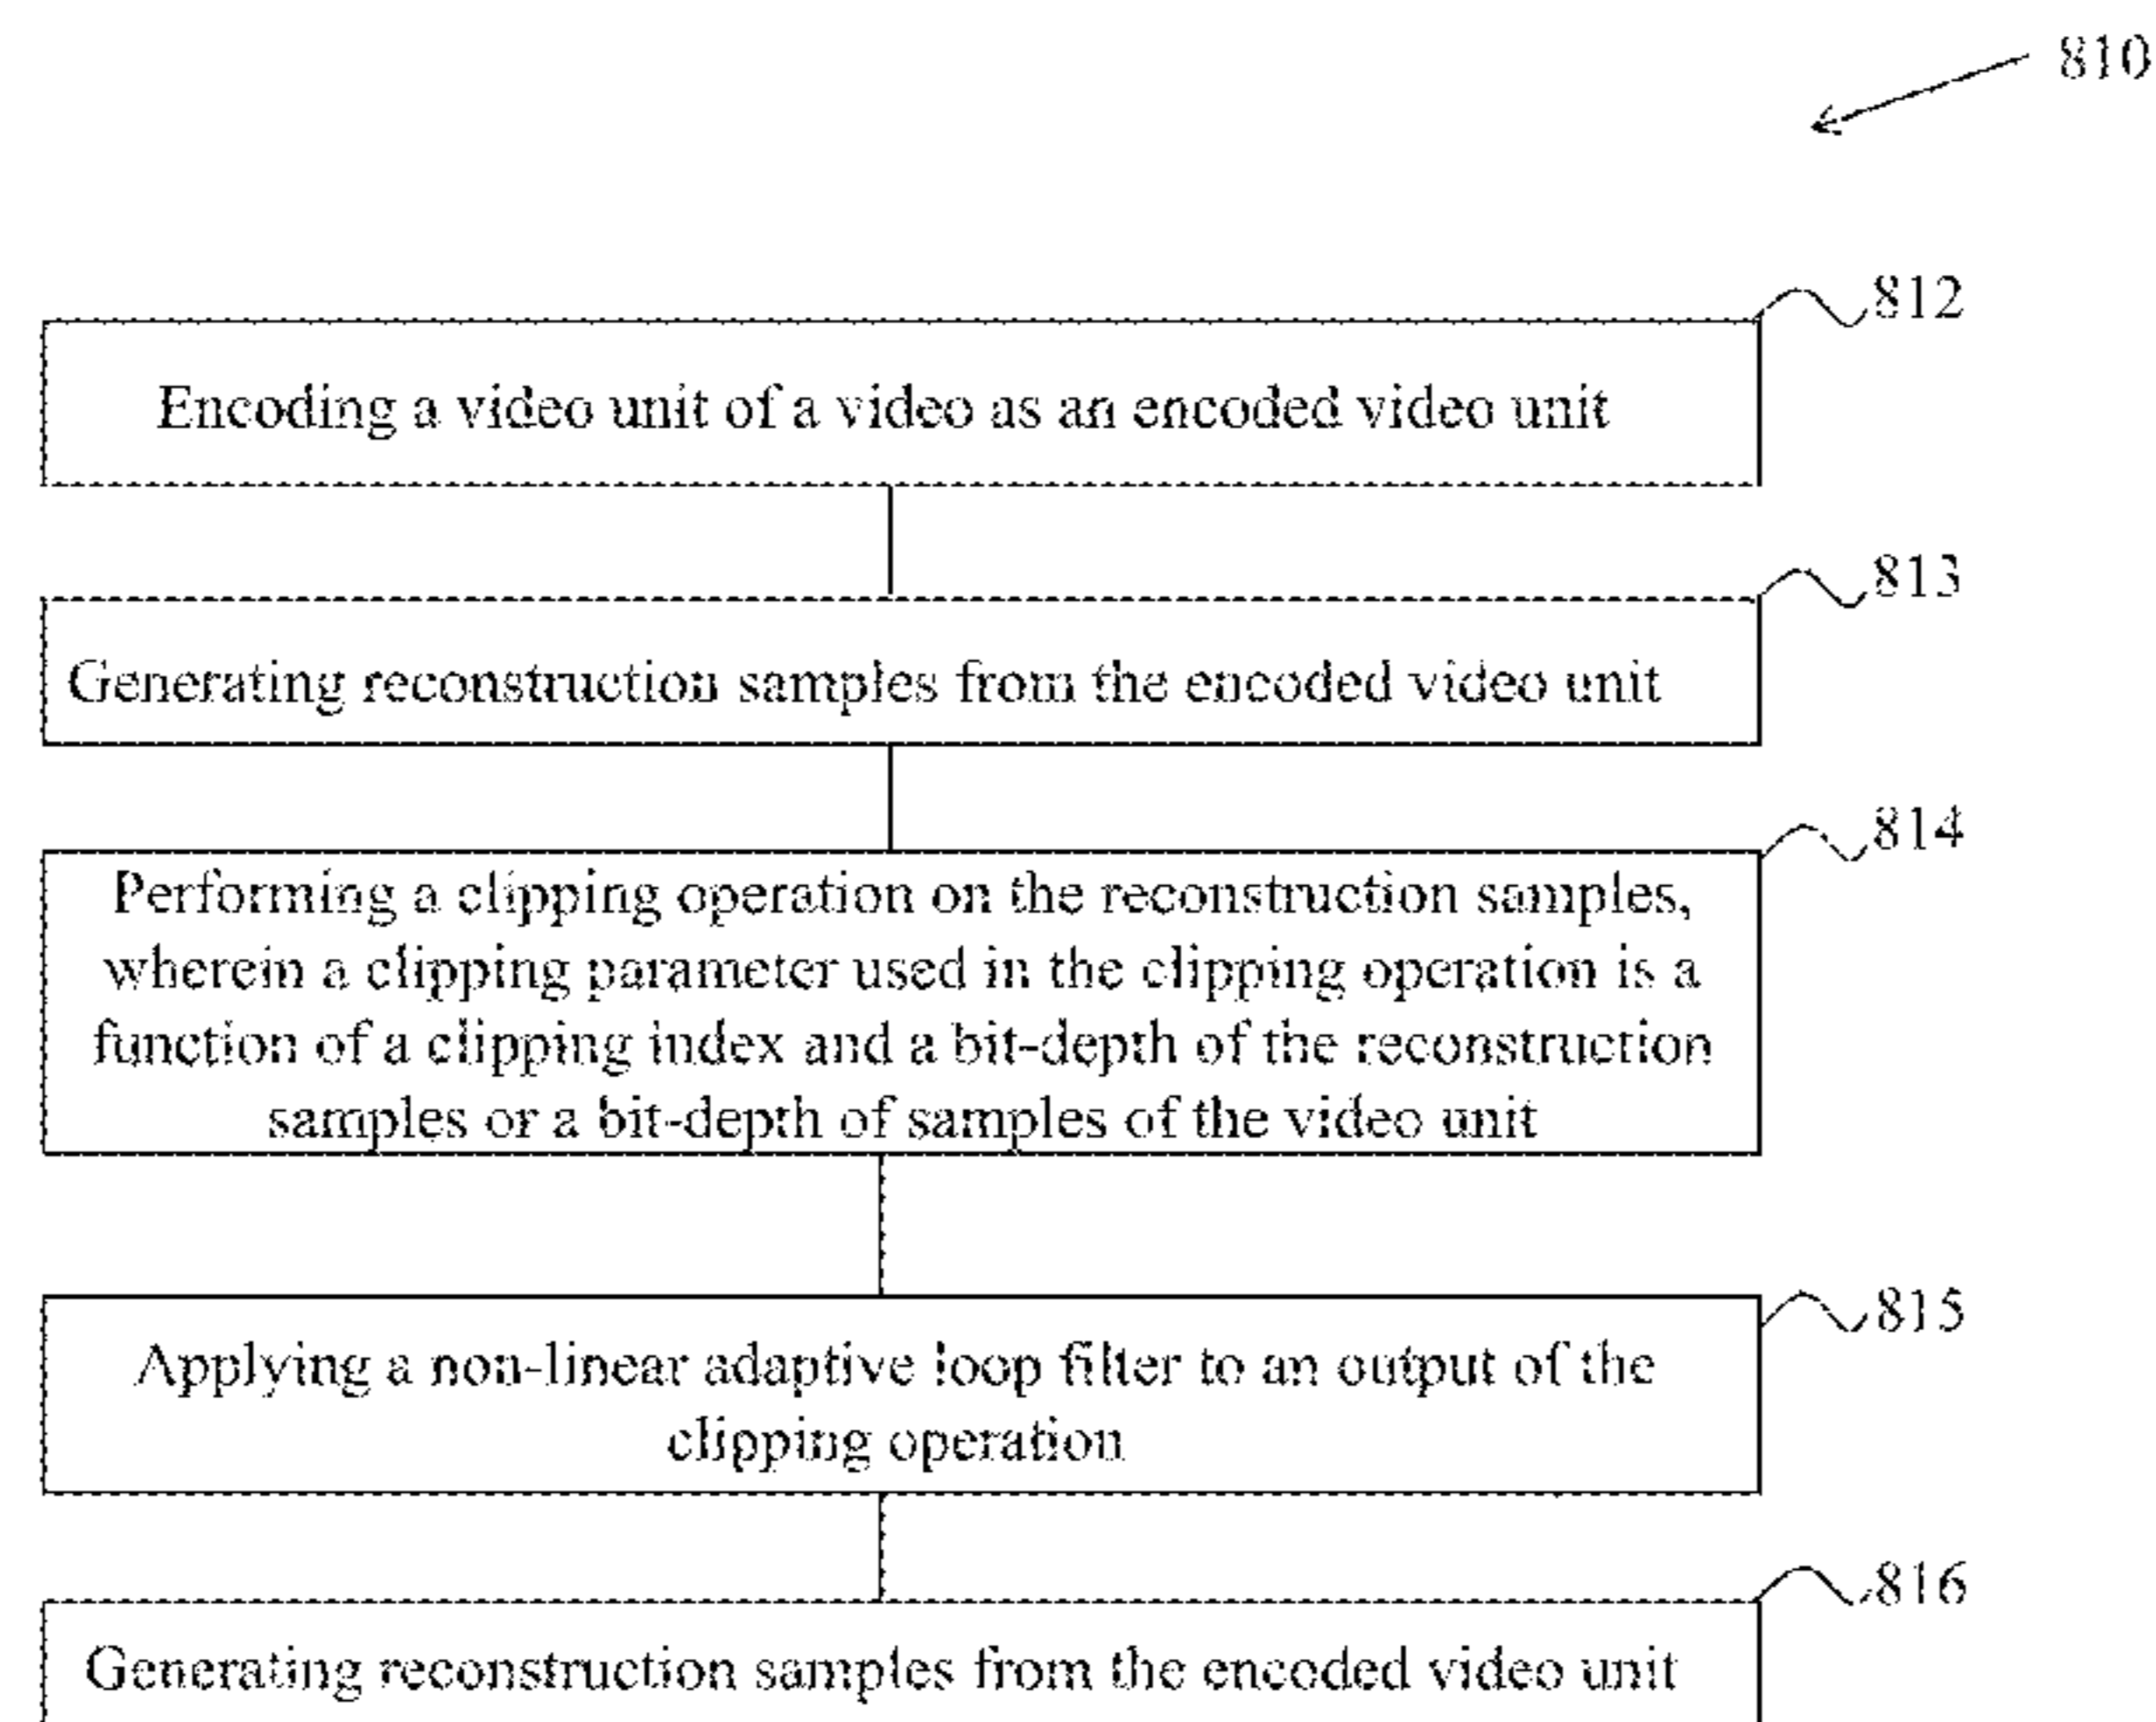 810
812
Encoding a video unit of a video as an encoded video unit
813
Generating reconstruction samples from the encoded video unit
814
Performing a clipping operation on the reconstruction samples,
wherein a clipping parameter used in the clipping operation is a
function of a clipping index and a bit-depth of the reconstruction
samples or a bit-depth of samples of the video unit
815
Applying a non-linear adaptive loop filter to an output of the
clipping operation
816
Generating reconstruction samples from the encoded video unit